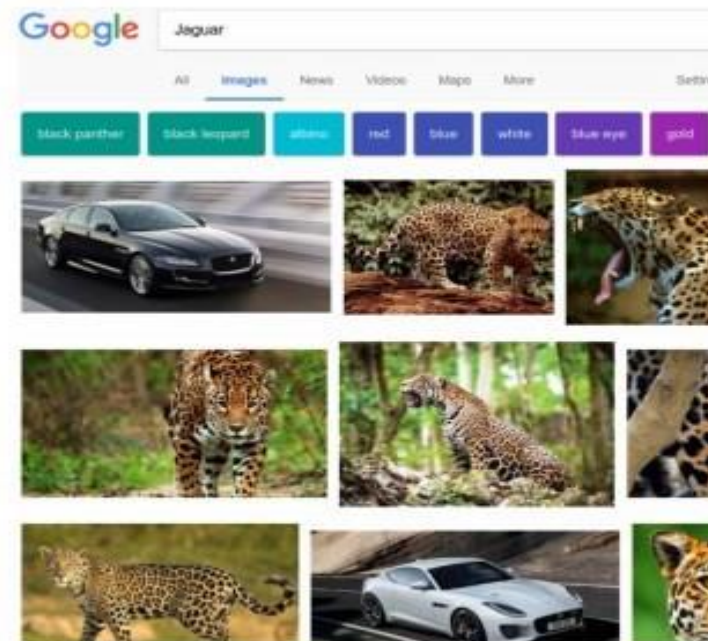 Google Jaguar
All Images News Videos Maps More Settin
black panther black leopard albino red blue white blue eye gold